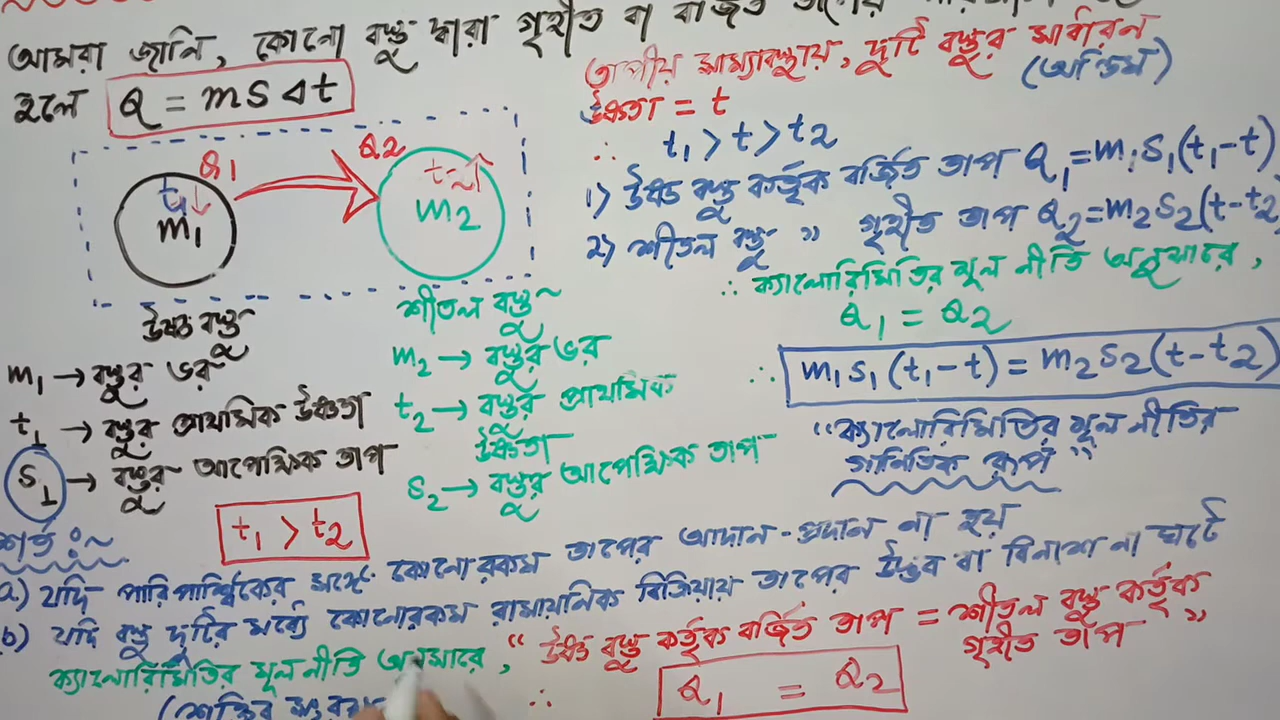 আমরা জানি, কোনো বস্তু দ্বারা গৃহীত বা বর্জিত তাপের
হলে Q = ms∆t
Q1
Q2
t1
m1
m2
উষ্ণ বস্তু
শীতল বস্তু
m1 → বস্তুর ভর
t1 → বস্তুর প্রাথমিক উষ্ণতা
s1 → বস্তুর আপেক্ষিক তাপ
m2 → বস্তুর ভর
t2 → বস্তুর প্রাথমিক
উষ্ণতা
s2 → বস্তুর আপেক্ষিক তাপ
t1 > t2
তাপীয় সাম্যাবস্থায়, দুটি বস্তুর সার্বারন
(অন্তিম)
উষ্ণতা = t
∴ t1 > t > t2
১) উষ্ণ বস্তু কর্তৃক বর্জিত তাপ Q1 = m1s1(t1-t)
২) শীতল বস্তু " গৃহীত তাপ Q2 = m2s2(t-t2
∴ ক্যালোরিমিতির মূল নীতি অনুসারে,
Q1 = Q2
∴ m1s1(t1-t) = m2s2(t-t2)
"ক্যালোরিমিতির মূল নীতির
গানিতিক রূপ"
শর্ত :~
a) যদি পারিপার্শ্বিকের সঙ্গে কোনোরকম তাপের আদান-প্রদান না হয়
b) যদি বস্তু দুটির মধ্যে কোনোরকম রাসায়নিক বিক্রিয়ায় তাপের উদ্ভব বা বিনাশ না ঘটে
ক্যালোরিমিতির মূল নীতি অনুসারে, "উষ্ণ বস্তু কর্তৃক বর্জিত তাপ = শীতল বস্তু কর্তৃক
গৃহীত তাপ"
(শক্তির
∴ Q1 = Q2